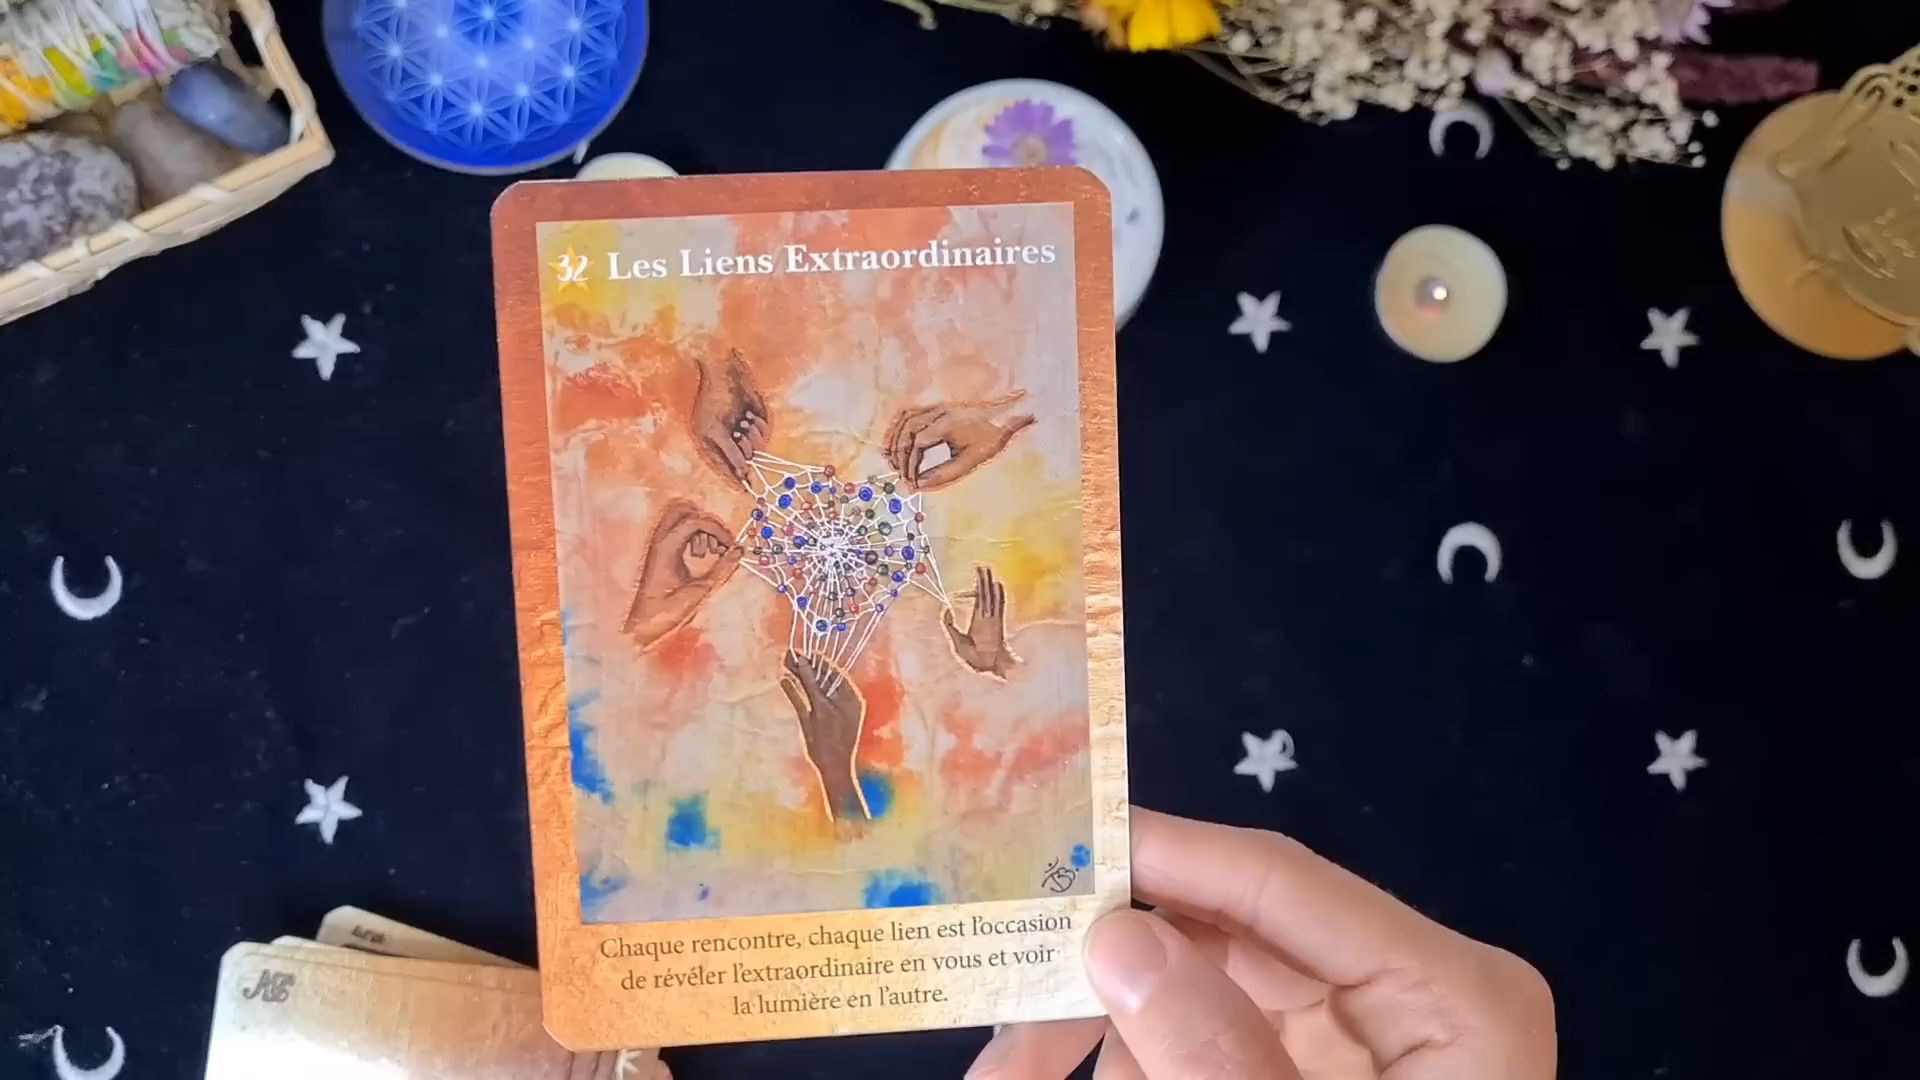 32 Les Liens Extraordinaires
Chaque rencontre, chaque lien est l'occasion
de révéler l'extraordinaire en vous et voir
la lumière en l'autre.